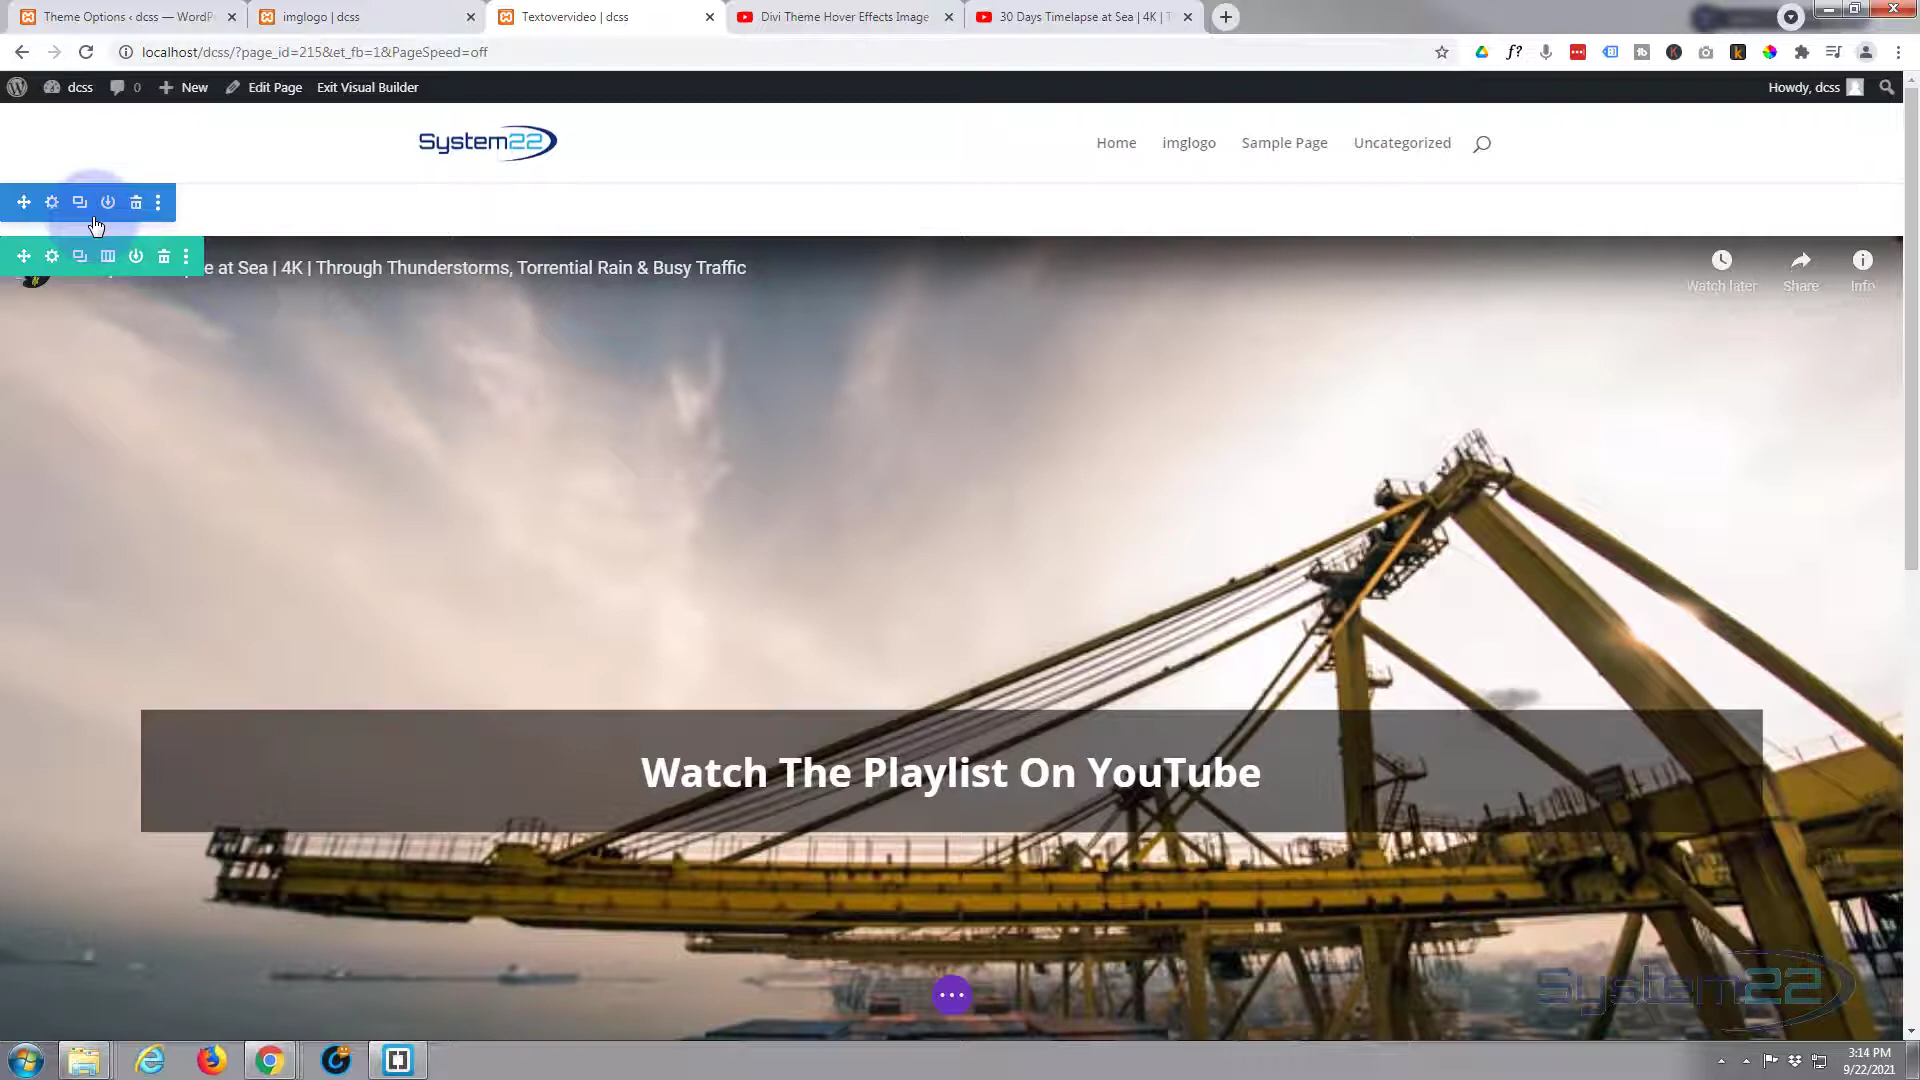 Theme Options ‹ dcss — WordP
imglogo | dcss
Textovervideo | dcss
Divi Theme Hover Effects Image
30 Days Timelapse at Sea | 4K | T
localhost/dcss/?page_id=215&et_fb=1&PageSpeed=off
dcss
0
New
Edit Page
Exit Visual Builder
Howdy, dcss
System22
Home
imglogo
Sample Page
Uncategorized
e at Sea | 4K | Through Thunderstorms, Torrential Rain & Busy Traffic
Watch later
Share
Info
Watch The Playlist On YouTube
System22
3:14 PM
9/22/2021